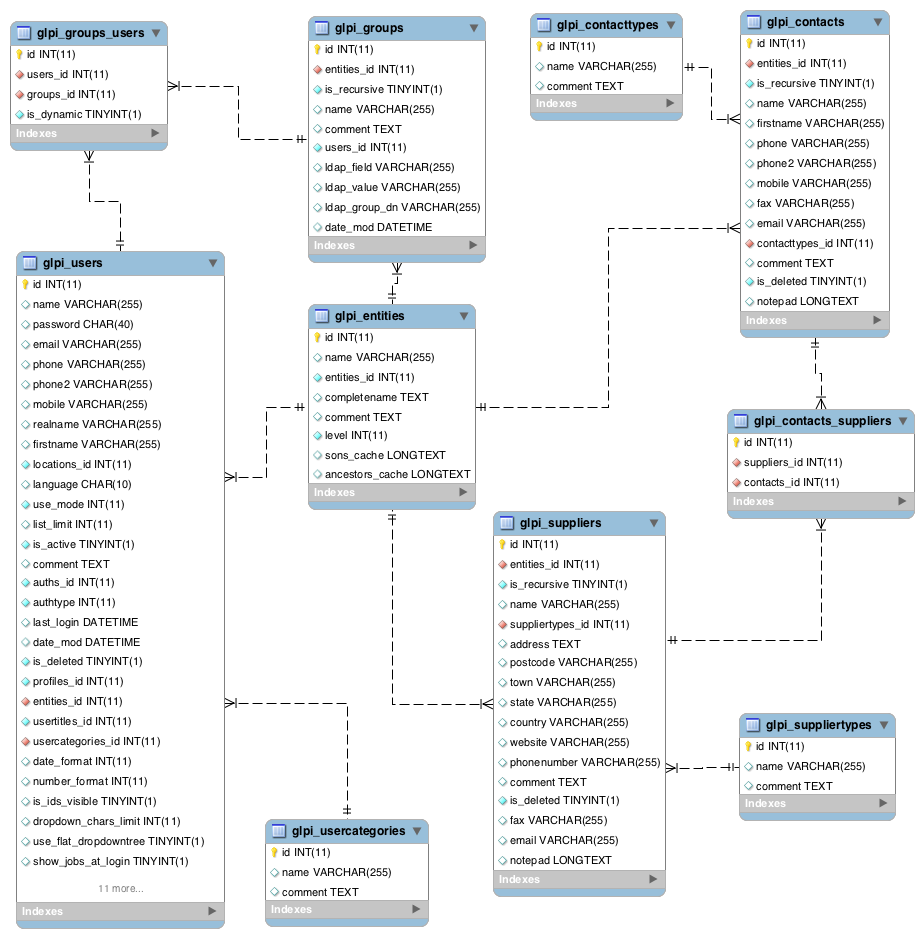 glpi_groups_users
id INT(11)
users_id INT(11)
groups_id INT(11)
is_dynamic TINYINT(1)
Indexes
glpi_groups
id INT(11)
entities_id INT(11)
is_recursive TINYINT(1)
name VARCHAR(255)
comment TEXT
users_id INT(11)
ldap_field VARCHAR(255)
ldap_value VARCHAR(255)
ldap_group_dn VARCHAR(255)
date_mod DATETIME
Indexes
glpi_contacttypes
id INT(11)
name VARCHAR(255)
comment TEXT
Indexes
glpi_contacts
id INT(11)
entities_id INT(11)
is_recursive TINYINT(1)
name VARCHAR(255)
firstname VARCHAR(255)
phone VARCHAR(255)
phone2 VARCHAR(255)
mobile VARCHAR(255)
fax VARCHAR(255)
email VARCHAR(255)
contacttypes_id INT(11)
comment TEXT
is_deleted TINYINT(1)
notepad LONGTEXT
Indexes
glpi_users
id INT(11)
name VARCHAR(255)
password CHAR(40)
email VARCHAR(255)
phone VARCHAR(255)
phone2 VARCHAR(255)
mobile VARCHAR(255)
realname VARCHAR(255)
firstname VARCHAR(255)
locations_id INT(11)
language CHAR(10)
use_mode INT(11)
list_limit INT(11)
is_active TINYINT(1)
comment TEXT
auths_id INT(11)
authtype INT(11)
last_login DATETIME
date_mod DATETIME
is_deleted TINYINT(1)
profiles_id INT(11)
entities_id INT(11)
usertitles_id INT(11)
usercategories_id INT(11)
date_format INT(11)
number_format INT(11)
is_ids_visible TINYINT(1)
dropdown_chars_limit INT(11)
use_flat_dropdowntree TINYINT(1)
show_jobs_at_login TINYINT(1)
11 more...
Indexes
glpi_entities
id INT(11)
name VARCHAR(255)
entities_id INT(11)
completename TEXT
comment TEXT
level INT(11)
sons_cache LONGTEXT
ancestors_cache LONGTEXT
Indexes
glpi_contacts_suppliers
id INT(11)
suppliers_id INT(11)
contacts_id INT(11)
Indexes
glpi_suppliers
id INT(11)
entities_id INT(11)
is_recursive TINYINT(1)
name VARCHAR(255)
suppliertypes_id INT(11)
address TEXT
postcode VARCHAR(255)
town VARCHAR(255)
state VARCHAR(255)
country VARCHAR(255)
website VARCHAR(255)
phonenumber VARCHAR(255)
comment TEXT
is_deleted TINYINT(1)
fax VARCHAR(255)
email VARCHAR(255)
notepad LONGTEXT
Indexes
glpi_suppliertypes
id INT(11)
name VARCHAR(255)
comment TEXT
Indexes
glpi_usercategories
id INT(11)
name VARCHAR(255)
comment TEXT
Indexes